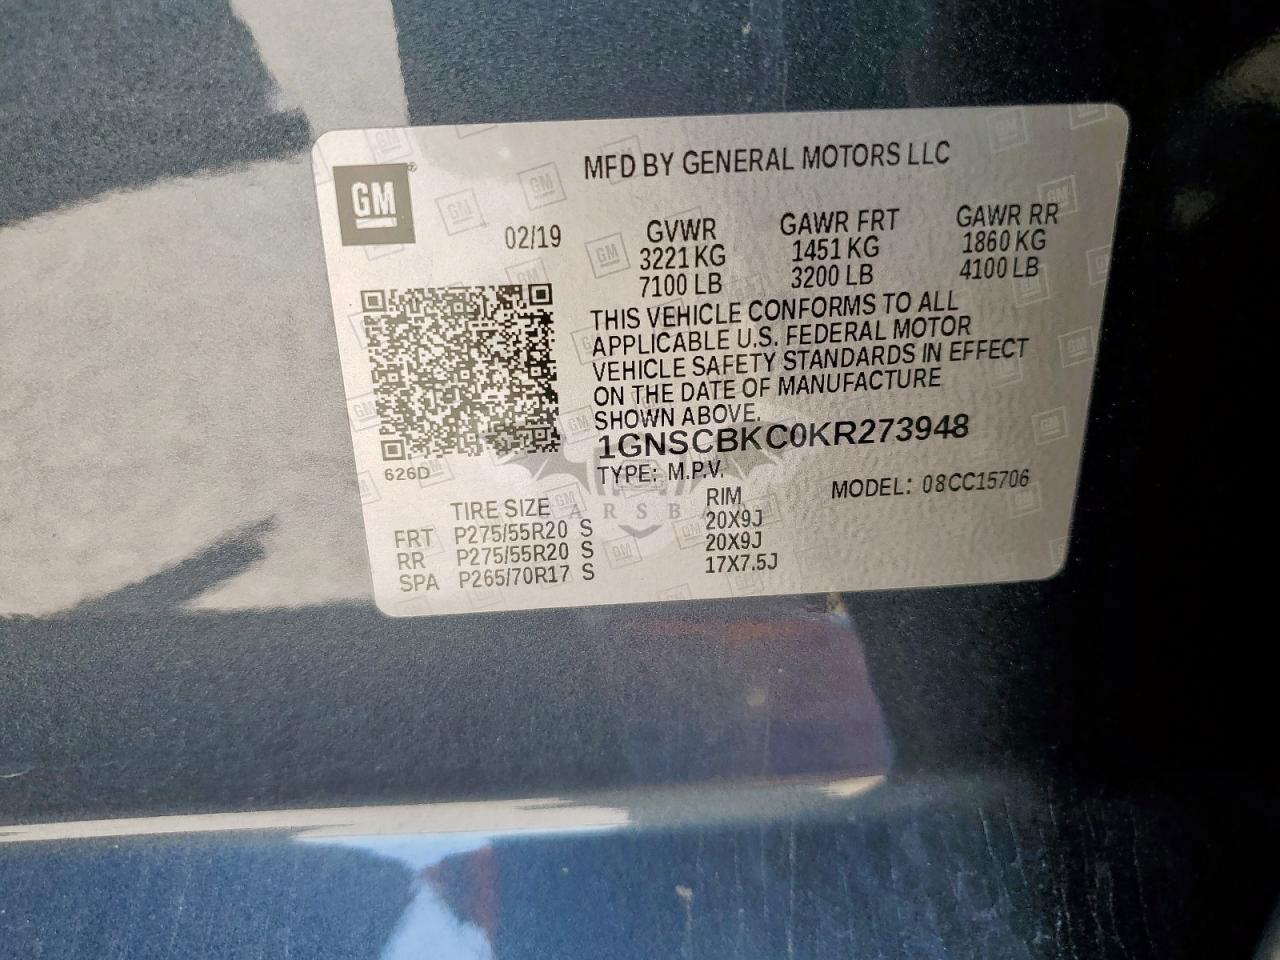 GM
MFD BY GENERAL MOTORS LLC
02/19
GVWR GAWR FRT GAWR RR
3221 KG 1451 KG 1860 KG
7100 LB 3200 LB 4100 LB
THIS VEHICLE CONFORMS TO ALL
APPLICABLE U.S. FEDERAL MOTOR
VEHICLE SAFETY STANDARDS IN EFFECT
ON THE DATE OF MANUFACTURE
SHOWN ABOVE.
1GNSCBKC0KR273948
626D
TYPE: M.P.V.
MODEL: 08CC15706
TIRE SIZE RIM
FRT P275/55R20 S 20X9J
RR P275/55R20 S 20X9J
SPA P265/70R17 S 17X7.5J